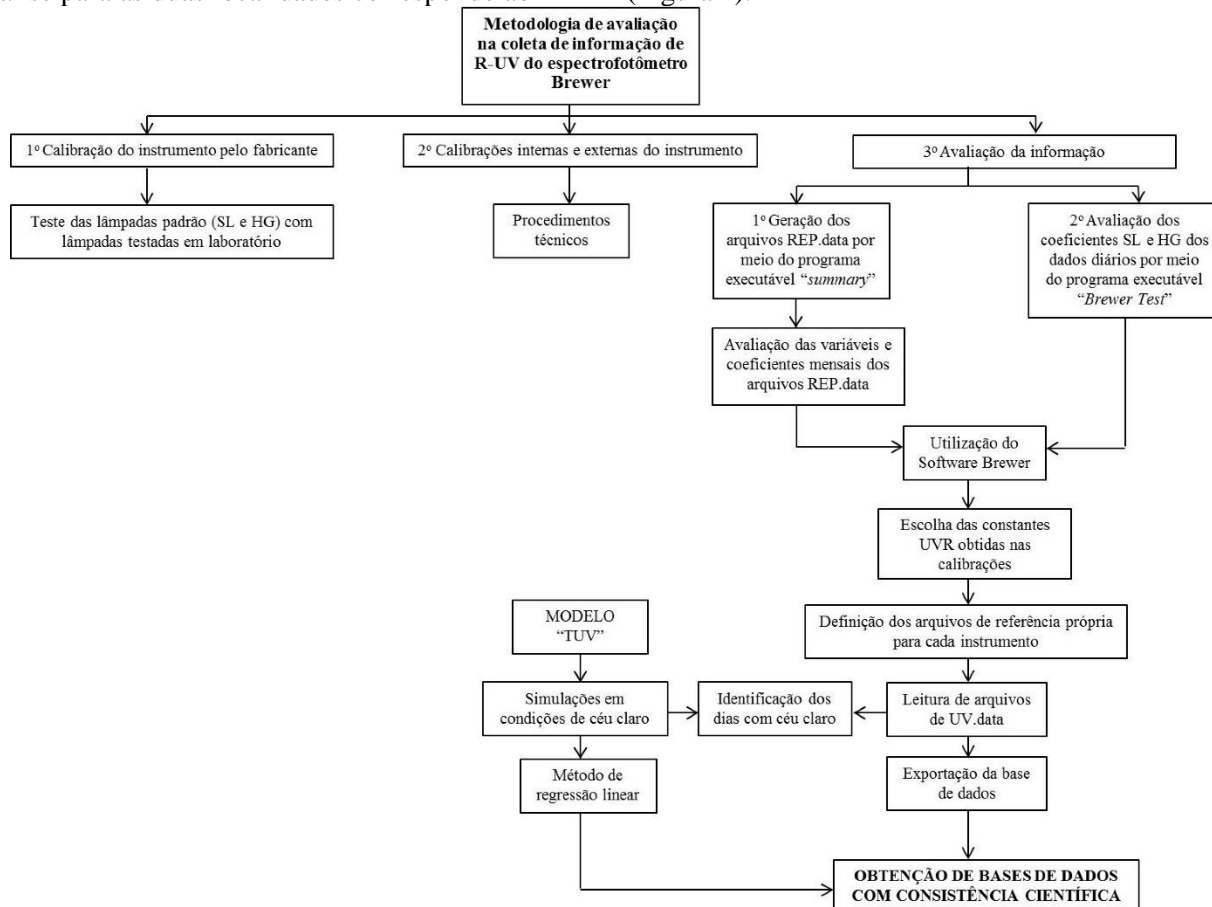 Metodologia de avaliação
na coleta de informação de
R-UV do espectrofotômetro
Brewer
1º Calibração do instrumento pelo fabricante
2º Calibrações internas e externas do instrumento
3º Avaliação da informação
Teste das lâmpadas padrão (SL e HG) com
lâmpadas testadas em laboratório
Procedimentos
técnicos
1º Geração dos
arquivos REP.data por
meio do programa
executável “summary”
2º Avaliação dos
coeficientes SL e HG dos
dados diários por meio
do programa executável
“Brewer Test”
Avaliação das variáveis e
coeficientes mensais dos
arquivos REP.data
Utilização do
Software Brewer
Escolha das constantes
UVR obtidas nas
calibrações
MODELO
“TUV”
Definição dos arquivos de referência própria
para cada instrumento
Simulações em
condições de céu claro
Identificação dos
dias com céu claro
Leitura de arquivos
de UV.data
Método de
regressão linear
Exportação da base
de dados
OBTENÇÃO DE BASES DE DADOS
COM CONSISTÊNCIA CIENTÍFICA